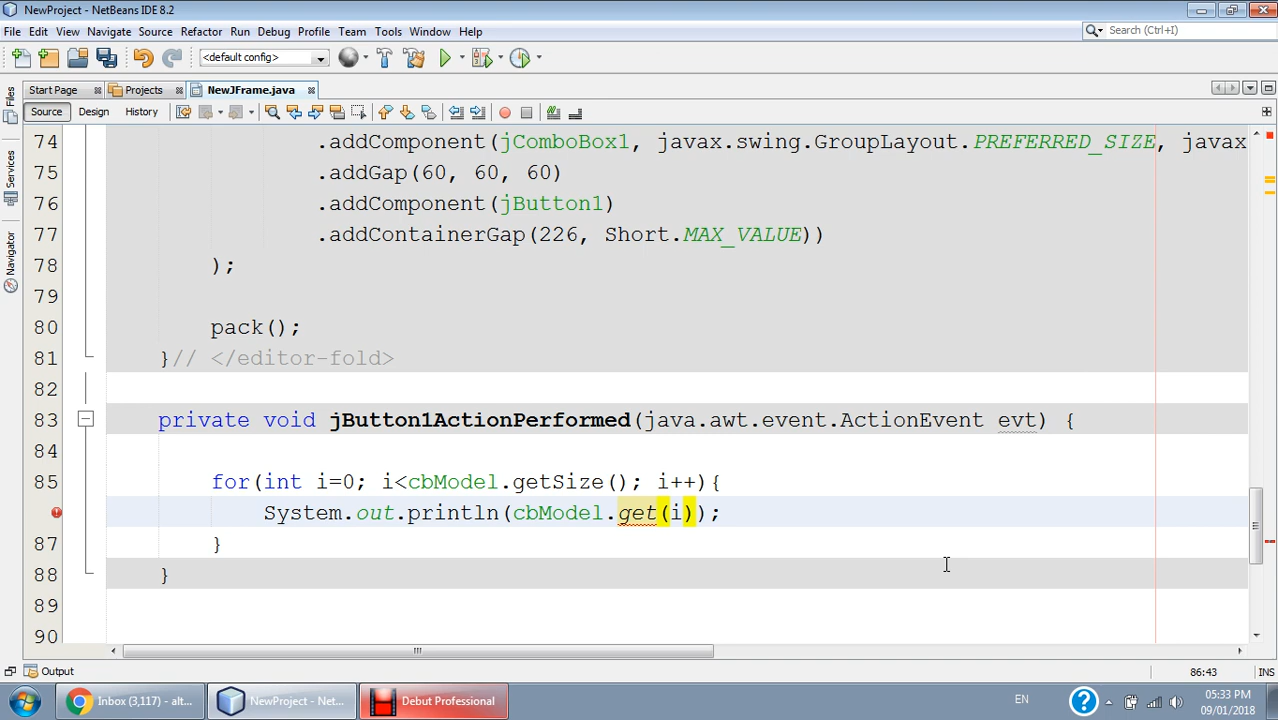 NewProject - NetBeans IDE 8.2
File Edit View Navigate Source Refactor Run Debug Profile Team Tools Window Help
Search (Ctrl+I)
<default config>
Start Page Projects NewJFrame.java
Source Design History
Files
Services
Navigator
74 .addComponent(jComboBox1, javax.swing.GroupLayout.PREFERRED_SIZE, javax
75 .addGap(60, 60, 60)
76 .addComponent(jButton1)
77 .addContainerGap(226, Short.MAX_VALUE))
78 );
79
80 pack();
81 }// </editor-fold>
82
83 private void jButton1ActionPerformed(java.awt.event.ActionEvent evt) {
84
85 for(int i=0; i<cbModel.getSize(); i++){
System.out.println(cbModel.get(i));
87 }
88 }
89
90
Output
86:43 INS
Inbox (3,117) - alt... NewProject - Net... Debut Professional EN 05:33 PM
09/01/2018